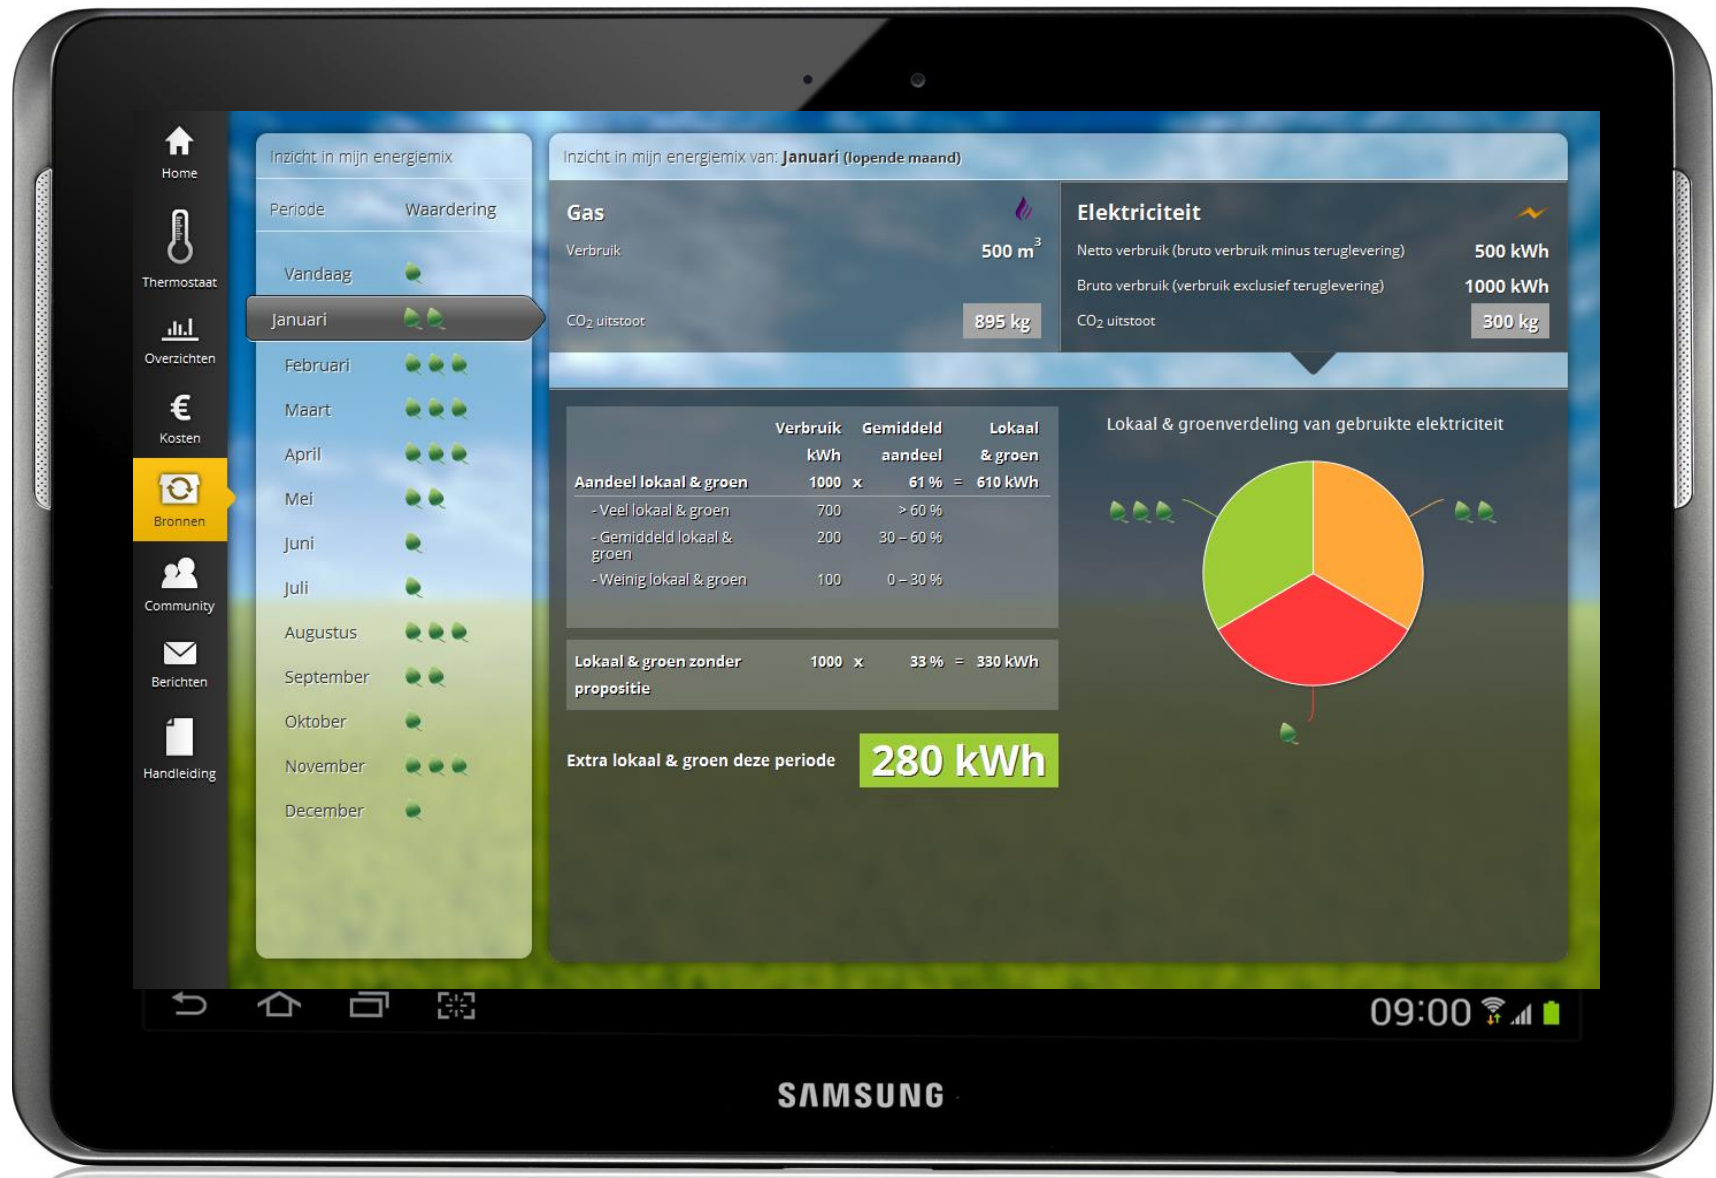 Home
Thermostaat
Overzichten
€
Kosten
Bronnen
Community
Berichten
Handleiding
Inzicht in mijn energiemix
Periode Waardering
Vandaag
Januari
Februari
Maart
April
Mei
Juni
Juli
Augustus
September
Oktober
November
December
Inzicht in mijn energiemix van: Januari (lopende maand)
Gas
Verbruik 500 m³
CO₂ uitstoot 895 kg
Elektriciteit
Netto verbruik (bruto verbruik minus teruglevering) 500 kWh
Bruto verbruik (verbruik exclusief teruglevering) 1000 kWh
CO₂ uitstoot 300 kg
Verbruik Gemiddeld Lokaal
kWh aandeel & groen
Aandeel lokaal & groen 1000 x 61 % = 610 kWh
- Veel lokaal & groen 700 > 60 %
- Gemiddeld lokaal & 200 30 – 60 %
groen
- Weinig lokaal & groen 100 0 – 30 %
Lokaal & groen zonder 1000 x 33 % = 330 kWh
propositie
Extra lokaal & groen deze periode 280 kWh
Lokaal & groenverdeling van gebruikte elektriciteit
09:00
SAMSUNG